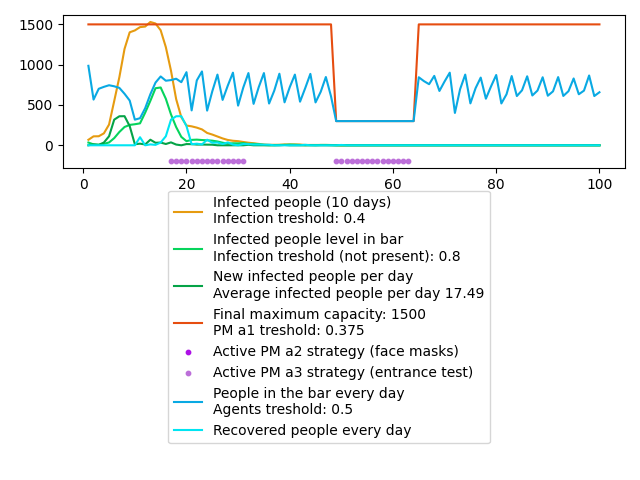 1500
1000
500
0
0
20
40
60
80
100
Infected people (10 days)
Infection treshold: 0.4
Infected people level in bar
Infection treshold (not present): 0.8
New infected people per day
Average infected people per day 17.49
Final maximum capacity: 1500
PM a1 treshold: 0.375
Active PM a2 strategy (face masks)
Active PM a3 strategy (entrance test)
People in the bar every day
Agents treshold: 0.5
Recovered people every day